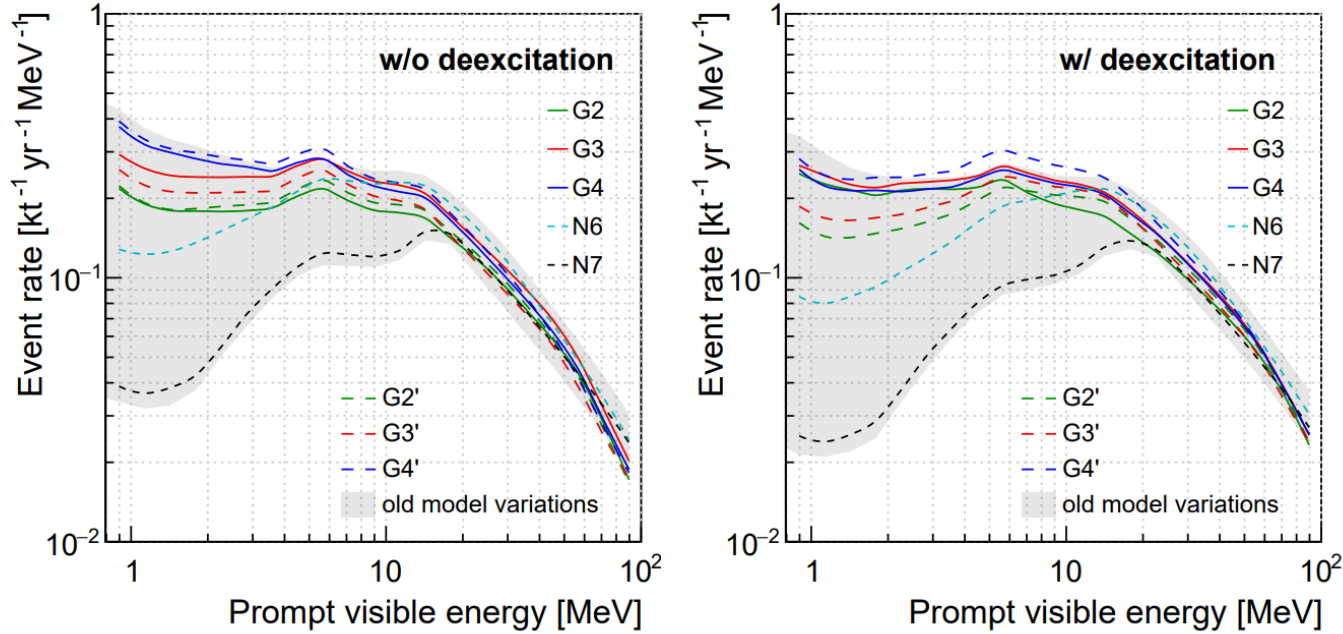 Event rate [kt⁻¹ yr⁻¹ MeV⁻¹]
1
10⁻¹
10⁻²
w/o deexcitation
G2
G3
G4
N6
N7
G2'
G3'
G4'
old model variations
1
10
10²
Prompt visible energy [MeV]
Event rate [kt⁻¹ yr⁻¹ MeV⁻¹]
1
10⁻¹
10⁻²
w/ deexcitation
G2
G3
G4
N6
N7
G2'
G3'
G4'
old model variations
1
10
10²
Prompt visible energy [MeV]